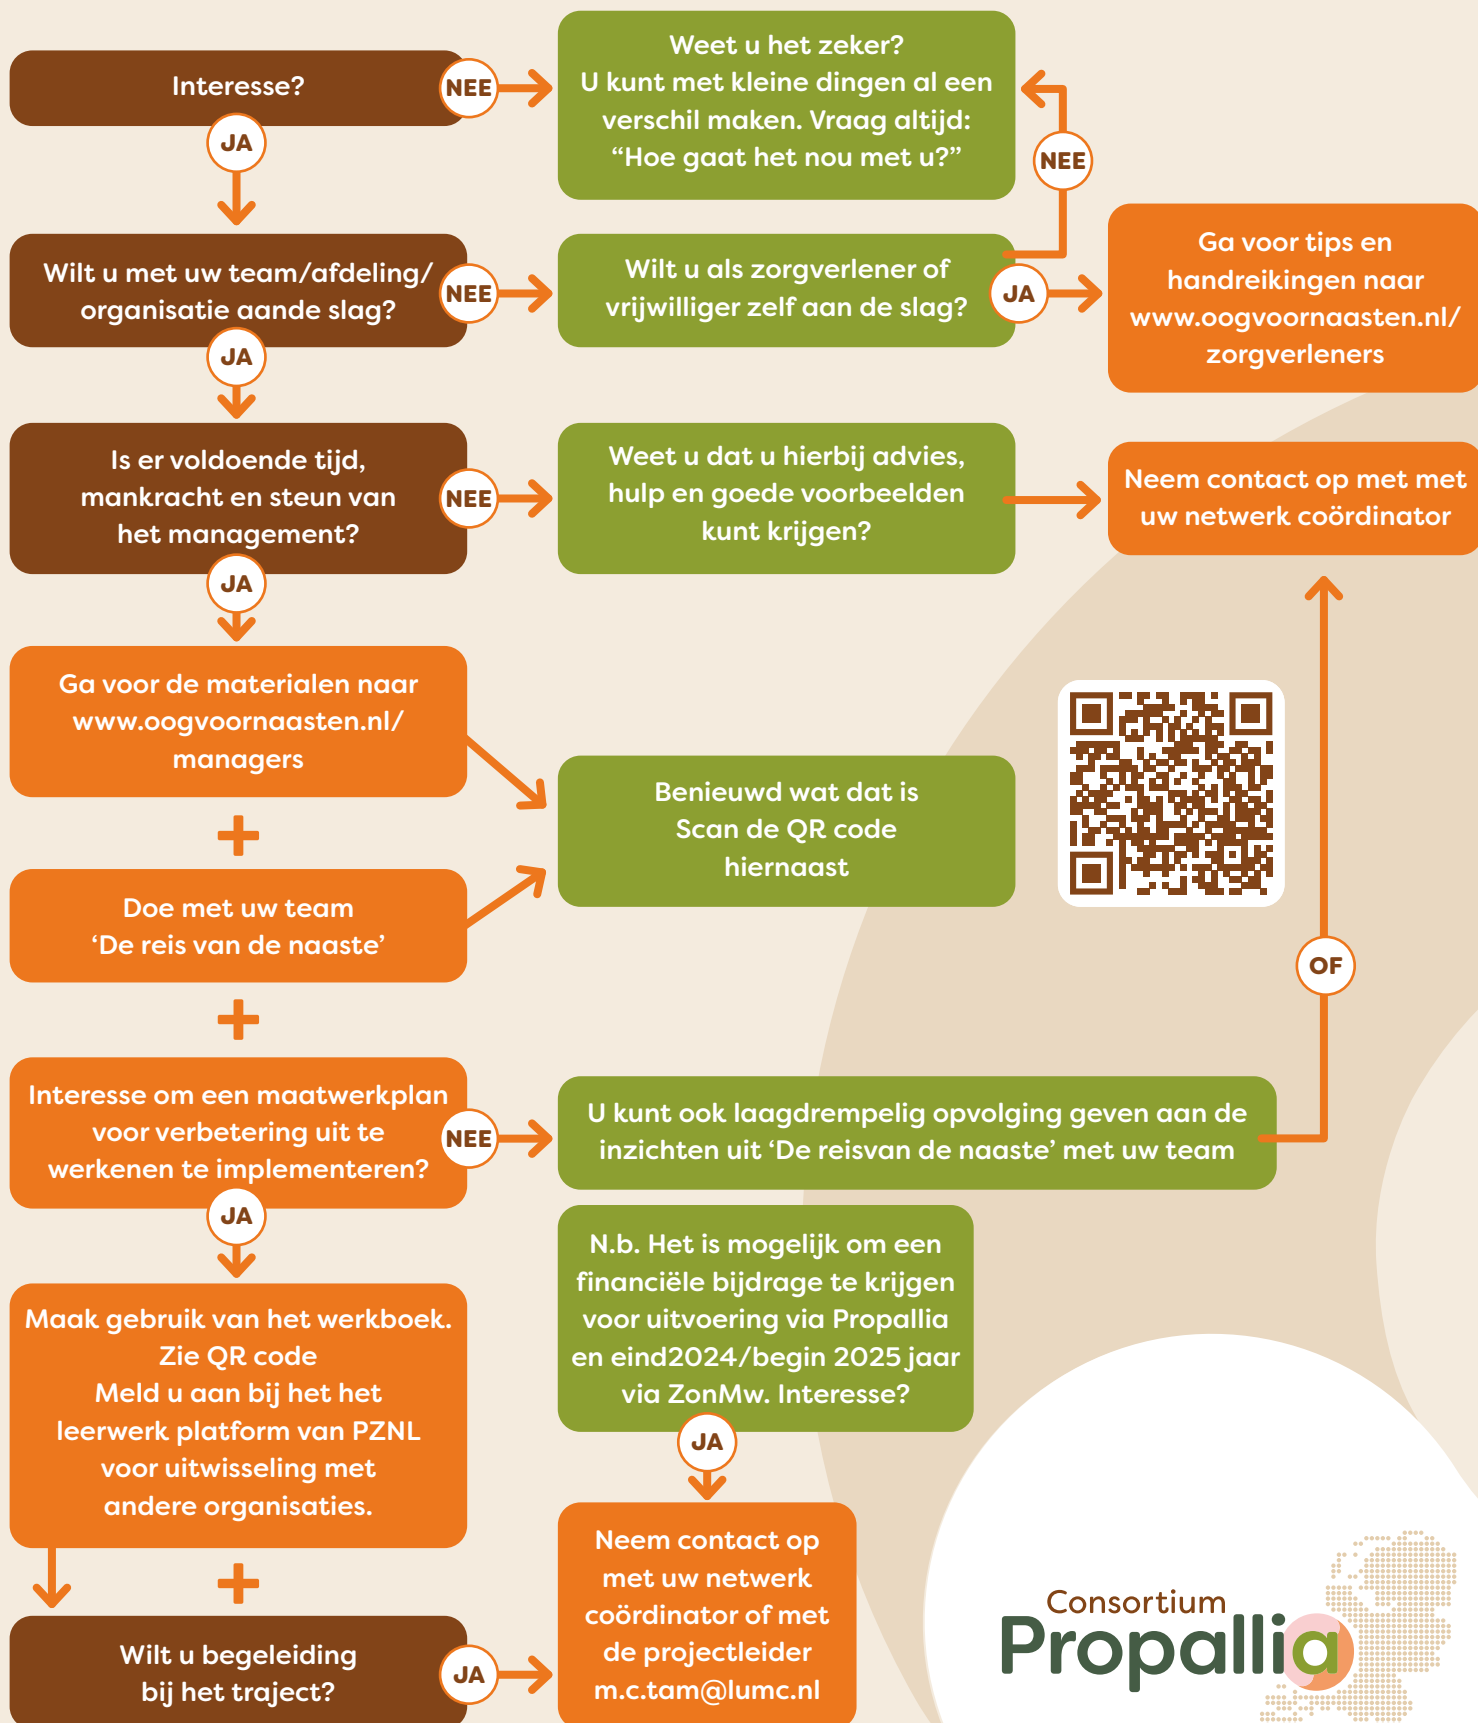 Interesse?
NEE
Weet u het zeker?
U kunt met kleine dingen al een
verschil maken. Vraag altijd:
“Hoe gaat het nou met u?”
JA
NEE
Wilt u met uw team/afdeling/
organisatie aande slag?
NEE
Wilt u als zorgverlener of
vrijwilliger zelf aan de slag?
JA
Ga voor tips en
handreikingen naar
www.oogvoornaasten.nl/
zorgverleners
JA
Is er voldoende tijd,
mankracht en steun van
het management?
NEE
Weet u dat u hierbij advies,
hulp en goede voorbeelden
kunt krijgen?
Neem contact op met met
uw netwerk coördinator
JA
Ga voor de materialen naar
www.oogvoornaasten.nl/
managers
+
Benieuwd wat dat is
Scan de QR code
hiernaast
Doe met uw team
‘De reis van de naaste’
OF
+
Interesse om een maatwerkplan
voor verbetering uit te
werkenen te implementeren?
NEE
U kunt ook laagdrempelig opvolging geven aan de
inzichten uit ‘De reisvan de naaste’ met uw team
JA
N.b. Het is mogelijk om een
financiële bijdrage te krijgen
voor uitvoering via Propallia
en eind2024/begin 2025 jaar
via ZonMw. Interesse?
JA
Maak gebruik van het werkboek.
Zie QR code
Meld u aan bij het het
leerwerk platform van PZNL
voor uitwisseling met
andere organisaties.
+
Wilt u begeleiding
bij het traject?
JA
Neem contact op
met uw netwerk
coördinator of met
de projectleider
m.c.tam@lumc.nl
Consortium
Propallia